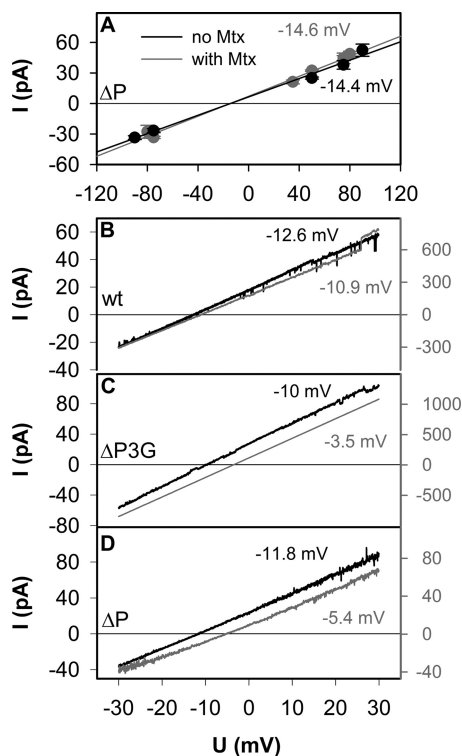 A
no Mtx
with Mtx
-14.6 mV
-14.4 mV
ΔP
I (pA)
60
30
0
-30
-60
-120 -80 -40 0 40 80 120
B
-12.6 mV
-10.9 mV
wt
I (pA)
60
40
20
0
-20
-40
600
300
0
-300
C
-10 mV
-3.5 mV
ΔP3G
I (pA)
80
40
0
-40
-80
1000
500
0
-500
D
-11.8 mV
-5.4 mV
ΔP
I (pA)
80
40
0
-40
80
40
0
-40
-30 -20 -10 0 10 20 30
U (mV)